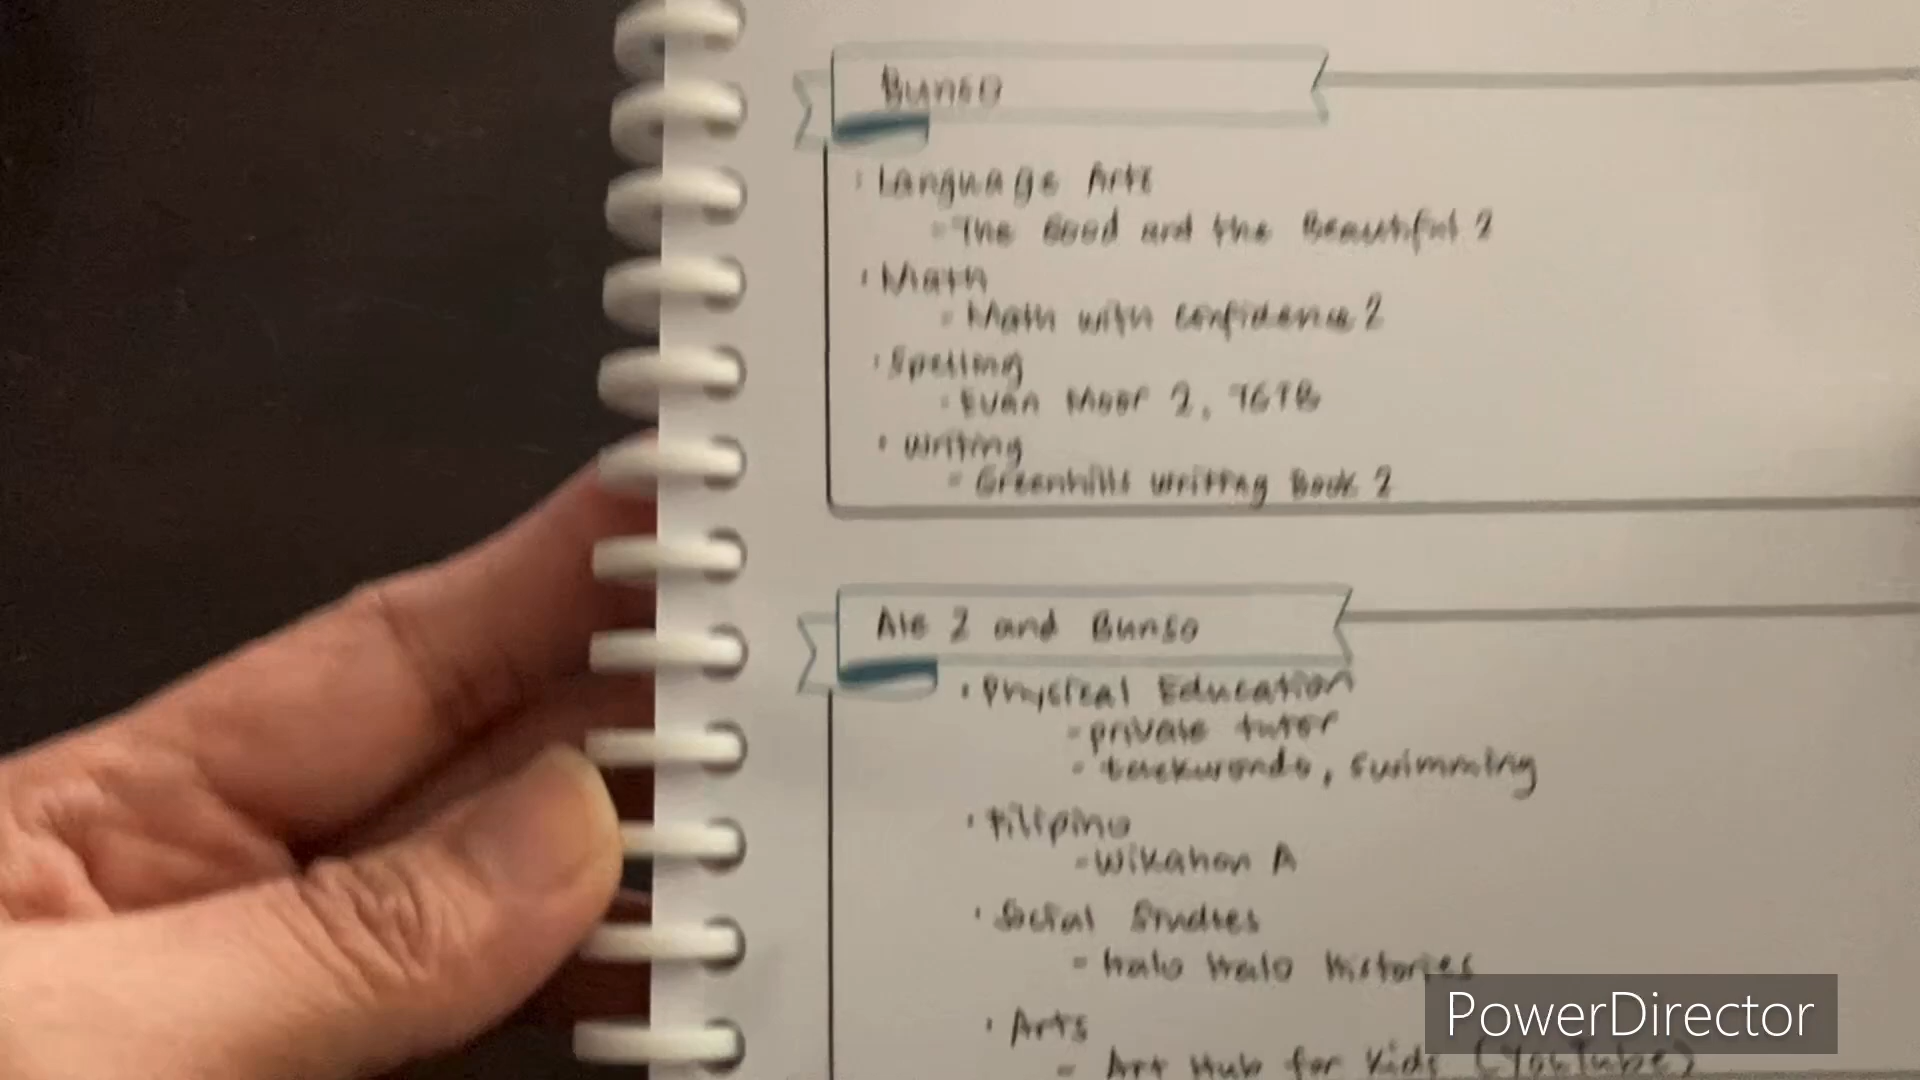 Bunso
· Language Arts
- The Good and the Beautiful 2
· Math
- Math with confidence 2
· Spelling
- Evan Moor 2, TGTB
· Writing
- Greenhills Writing Book 2
Ate 2 and Bunso
· Physical Education
- private tutor
- taekwondo, swimming
· Filipino
- Wikahon A
· Social Studies
- Halo Halo Histories
· Arts
- Art Hub for Kids (YouTube)
PowerDirector